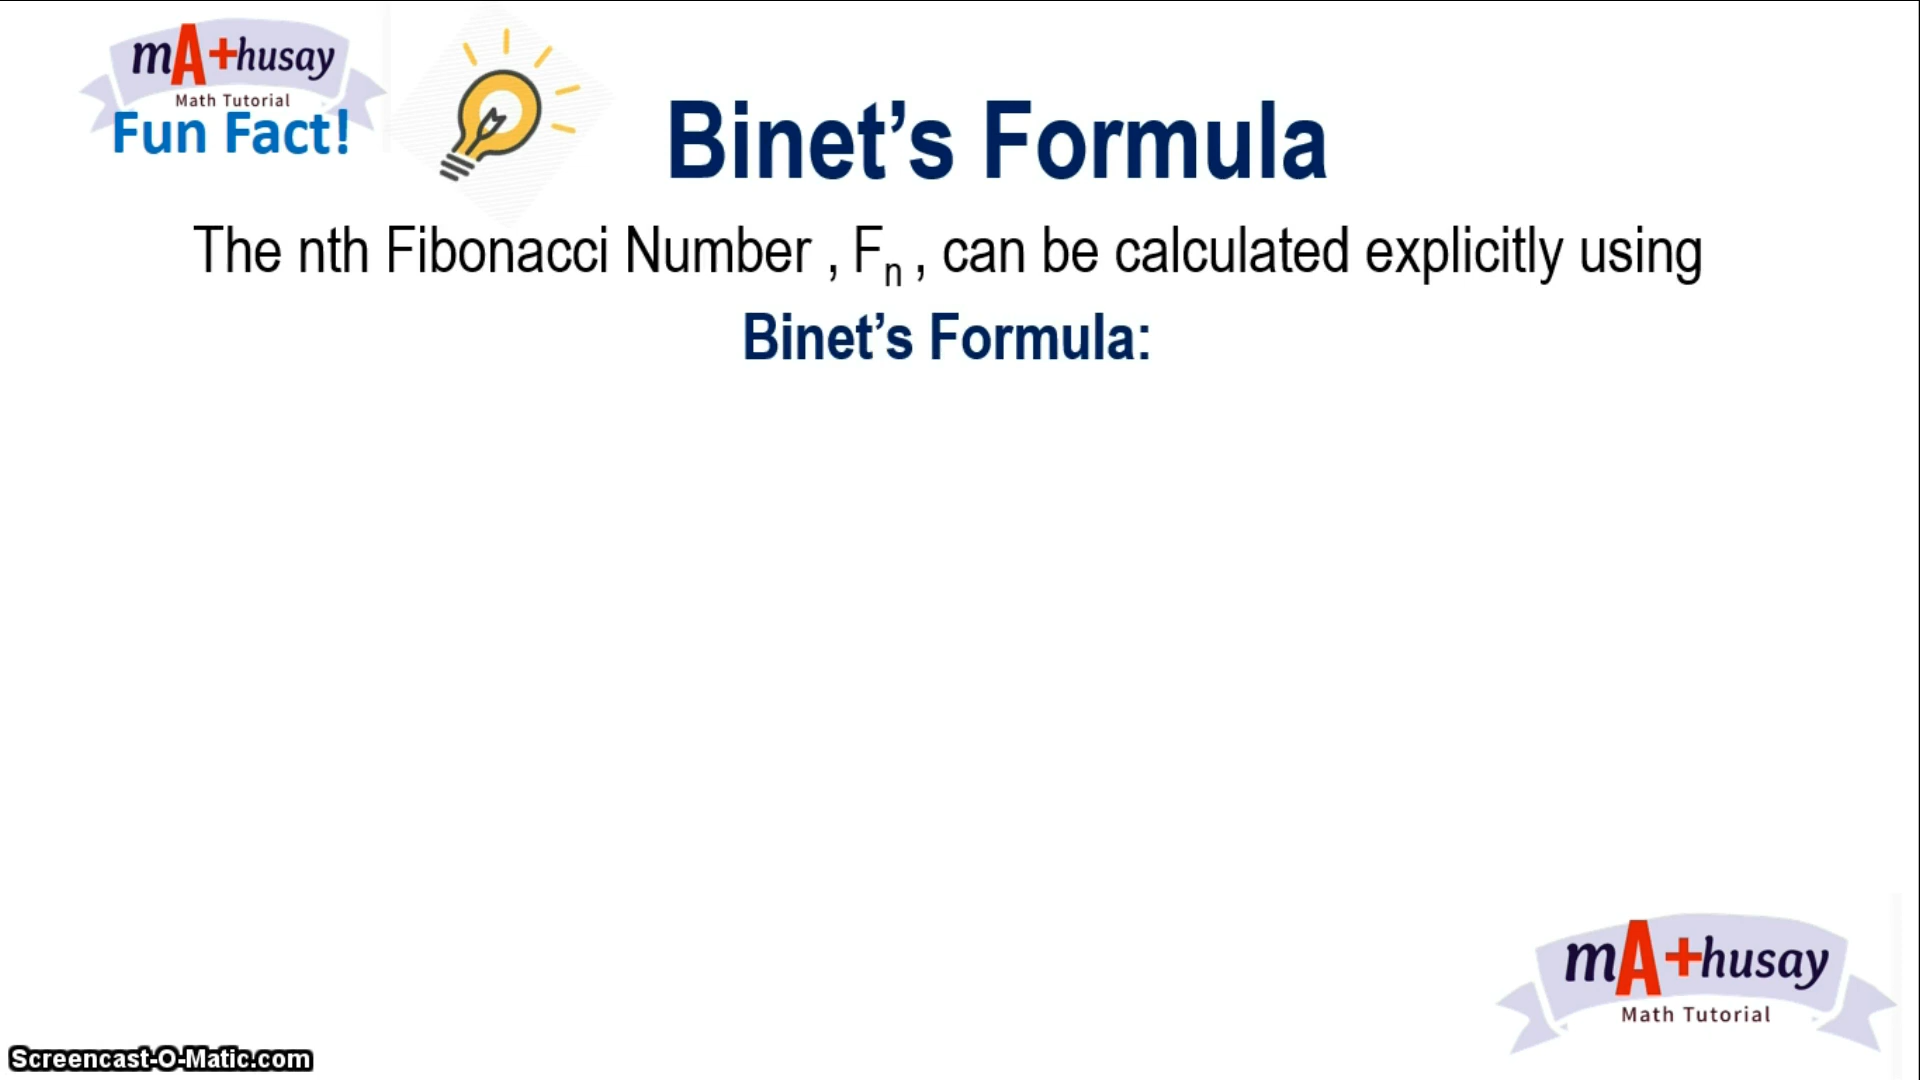 mA+husay
Math Tutorial
Fun Fact!
Binet’s Formula
The nth Fibonacci Number , Fn , can be calculated explicitly using
Binet’s Formula:
mA+husay
Math Tutorial
Screencast-O-Matic.com